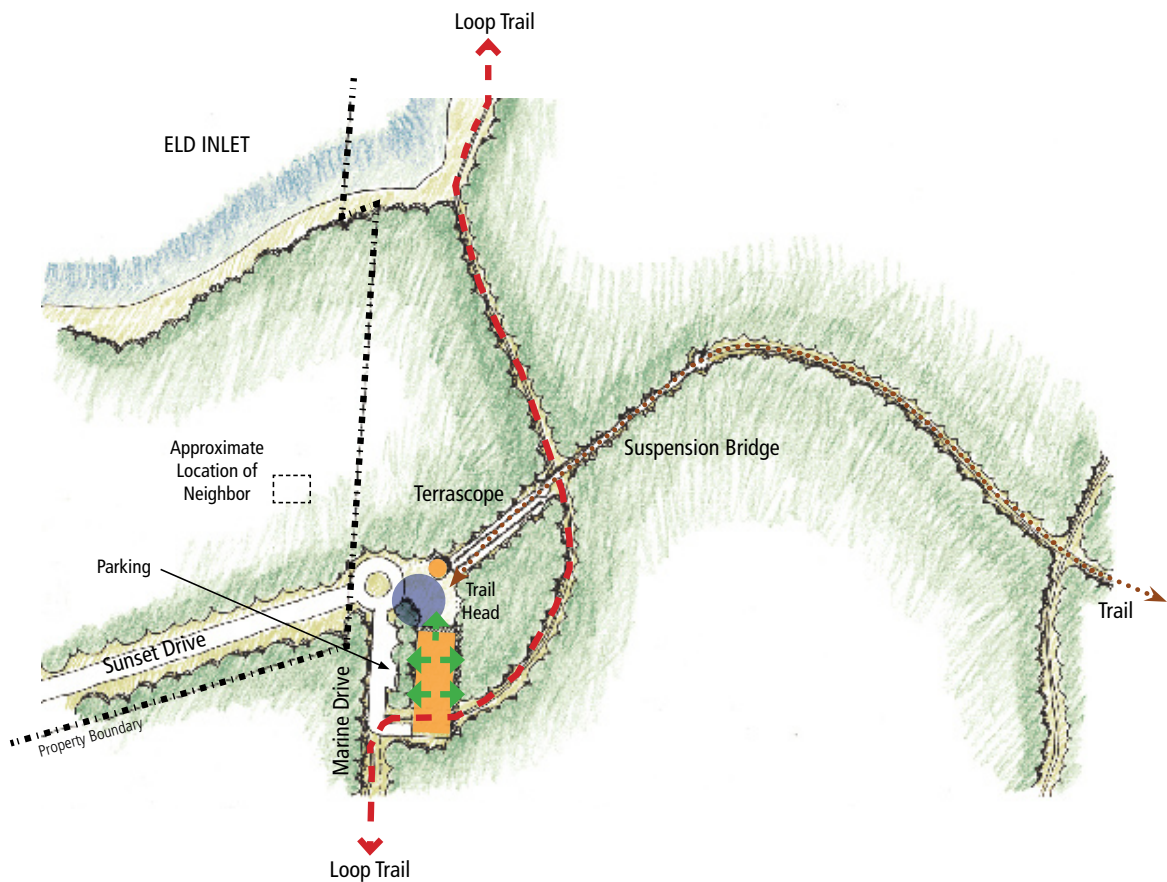 Loop Trail
ELD INLET
Approximate
Location of
Neighbor
Suspension Bridge
Terrascope
Parking
Trail
Head
Trail
Sunset Drive
Marine Drive
Property Boundary
Loop Trail